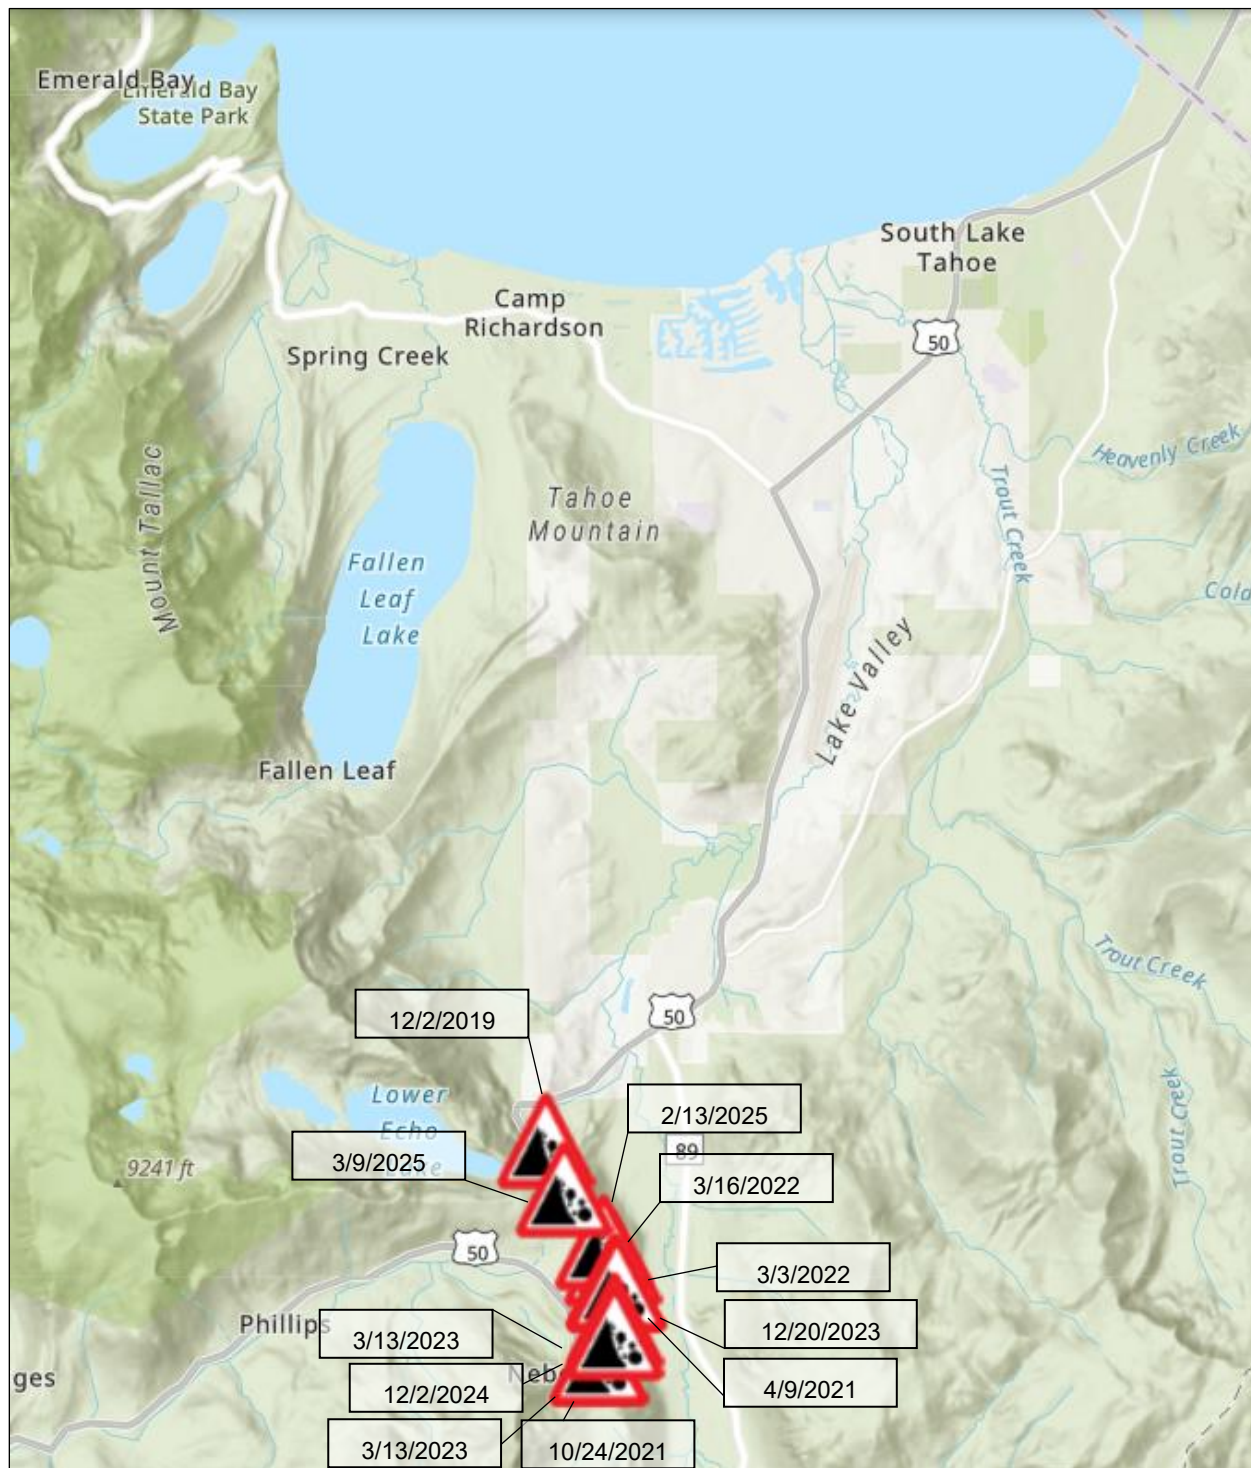 Emerald Bay
Emerald Bay
State Park
South Lake
Tahoe
Camp
Richardson
50
Spring Creek
Heavenly Creek
Mount Tallac
Tahoe
Mountain
Trout Creek
Fallen
Leaf
Lake
Cold
Lake Valley
Fallen Leaf
Trout Creek
12/2/2019
50
Trout Creek
Lower
Echo
Lake
2/13/2025
89
3/9/2025
9241 ft
3/16/2022
50
3/3/2022
Phillips
3/13/2023
12/20/2023
ges
Neb
12/2/2024
4/9/2021
3/13/2023
10/24/2021